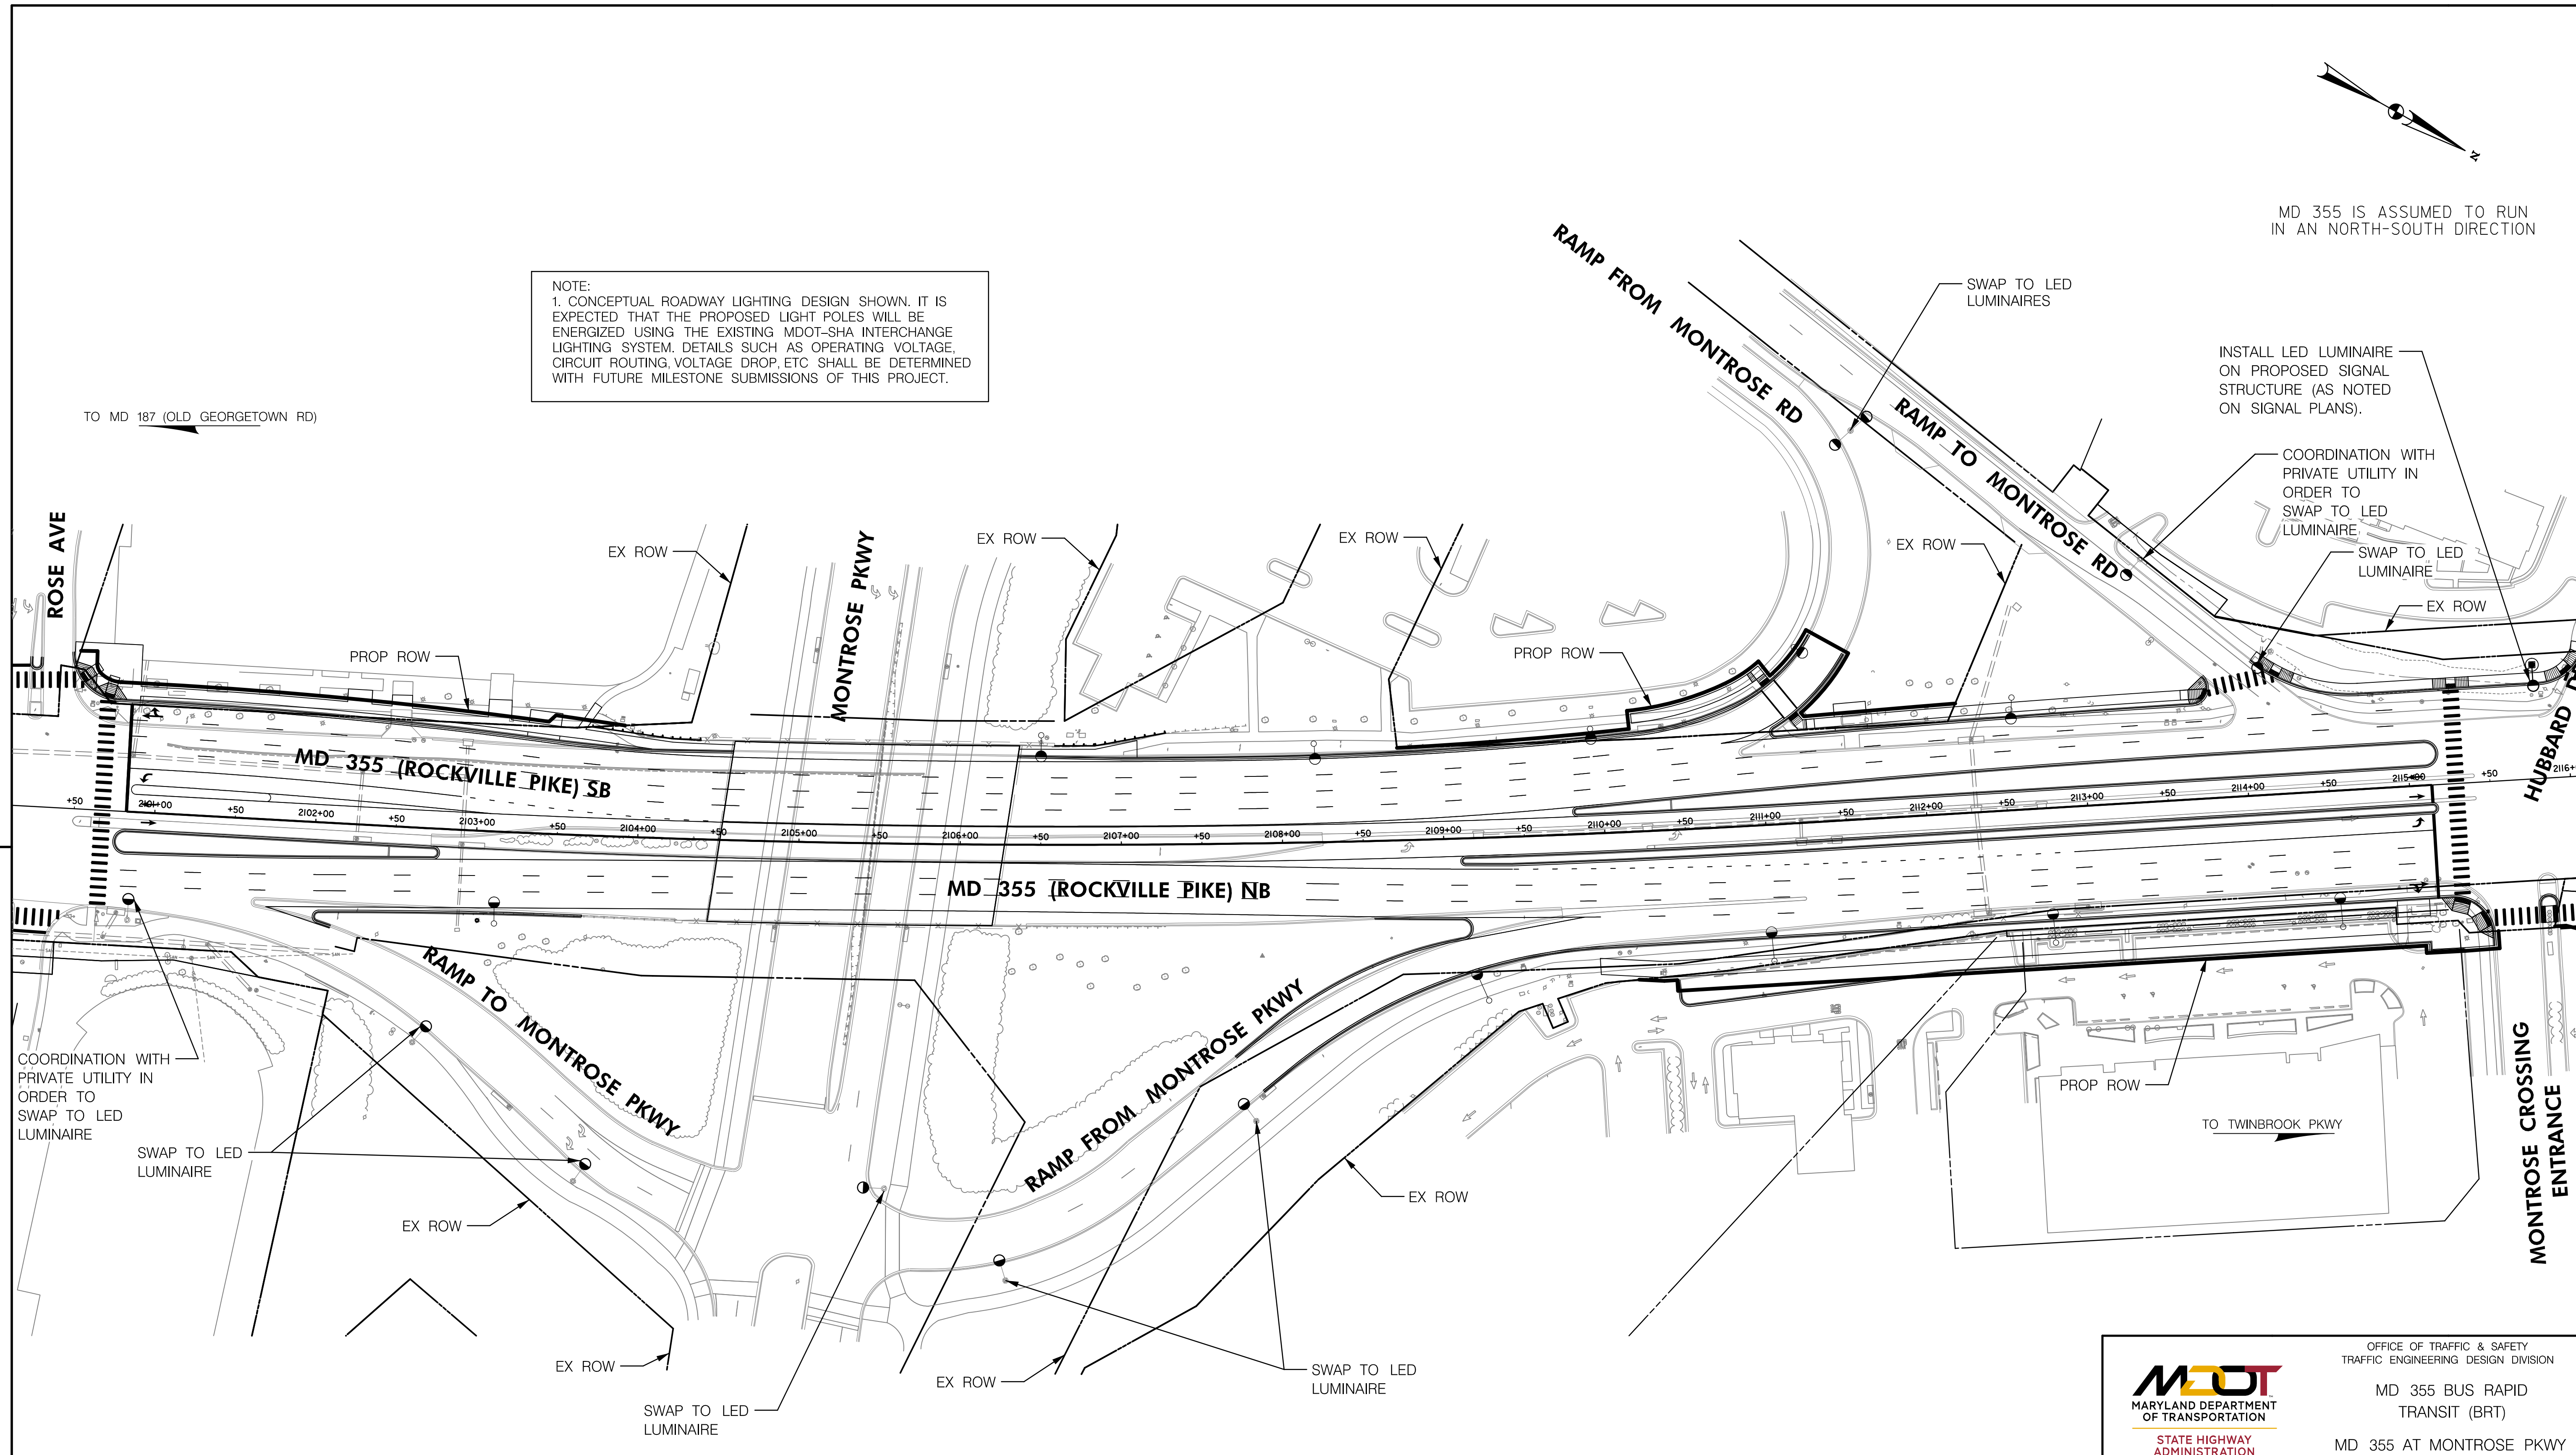 N
MD 355 IS ASSUMED TO RUN
IN AN NORTH-SOUTH DIRECTION
NOTE:
1. CONCEPTUAL ROADWAY LIGHTING DESIGN SHOWN. IT IS
EXPECTED THAT THE PROPOSED LIGHT POLES WILL BE
ENERGIZED USING THE EXISTING MDOT-SHA INTERCHANGE
LIGHTING SYSTEM. DETAILS SUCH AS OPERATING VOLTAGE,
CIRCUIT ROUTING, VOLTAGE DROP, ETC SHALL BE DETERMINED
WITH FUTURE MILESTONE SUBMISSIONS OF THIS PROJECT.
TO MD 187 (OLD GEORGETOWN RD)
RAMP FROM MONTROSE RD
SWAP TO LED
LUMINAIRES
RAMP TO MONTROSE RD
INSTALL LED LUMINAIRE
ON PROPOSED SIGNAL
STRUCTURE (AS NOTED
ON SIGNAL PLANS).
COORDINATION WITH
PRIVATE UTILITY IN
ORDER TO
SWAP TO LED
LUMINAIRE
SWAP TO LED
LUMINAIRE
EX ROW
ROSE AVE
EX ROW
MONTROSE PKWY
EX ROW
EX ROW
EX ROW
PROP ROW
PROP ROW
MD 355 (ROCKVILLE PIKE) SB
HUBBARD
+50
2101+00
+50
2102+00
+50
2103+00
+50
2104+00
+50
2105+00
+50
2106+00
+50
2107+00
+50
2108+00
+50
2109+00
+50
2110+00
+50
2111+00
+50
2112+00
+50
2113+00
+50
2114+00
+50
2115+00
+50
2116+
MD 355 (ROCKVILLE PIKE) NB
RAMP TO MONTROSE PKWY
RAMP FROM MONTROSE PKWY
COORDINATION WITH
PRIVATE UTILITY IN
ORDER TO
SWAP TO LED
LUMINAIRE
SWAP TO LED
LUMINAIRE
EX ROW
EX ROW
SWAP TO LED
LUMINAIRE
EX ROW
SWAP TO LED
LUMINAIRE
EX ROW
PROP ROW
TO TWINBROOK PKWY
MONTROSE CROSSING
ENTRANCE
MDOT
MARYLAND DEPARTMENT
OF TRANSPORTATION
STATE HIGHWAY
ADMINISTRATION
OFFICE OF TRAFFIC & SAFETY
TRAFFIC ENGINEERING DESIGN DIVISION
MD 355 BUS RAPID
TRANSIT (BRT)
MD 355 AT MONTROSE PKWY